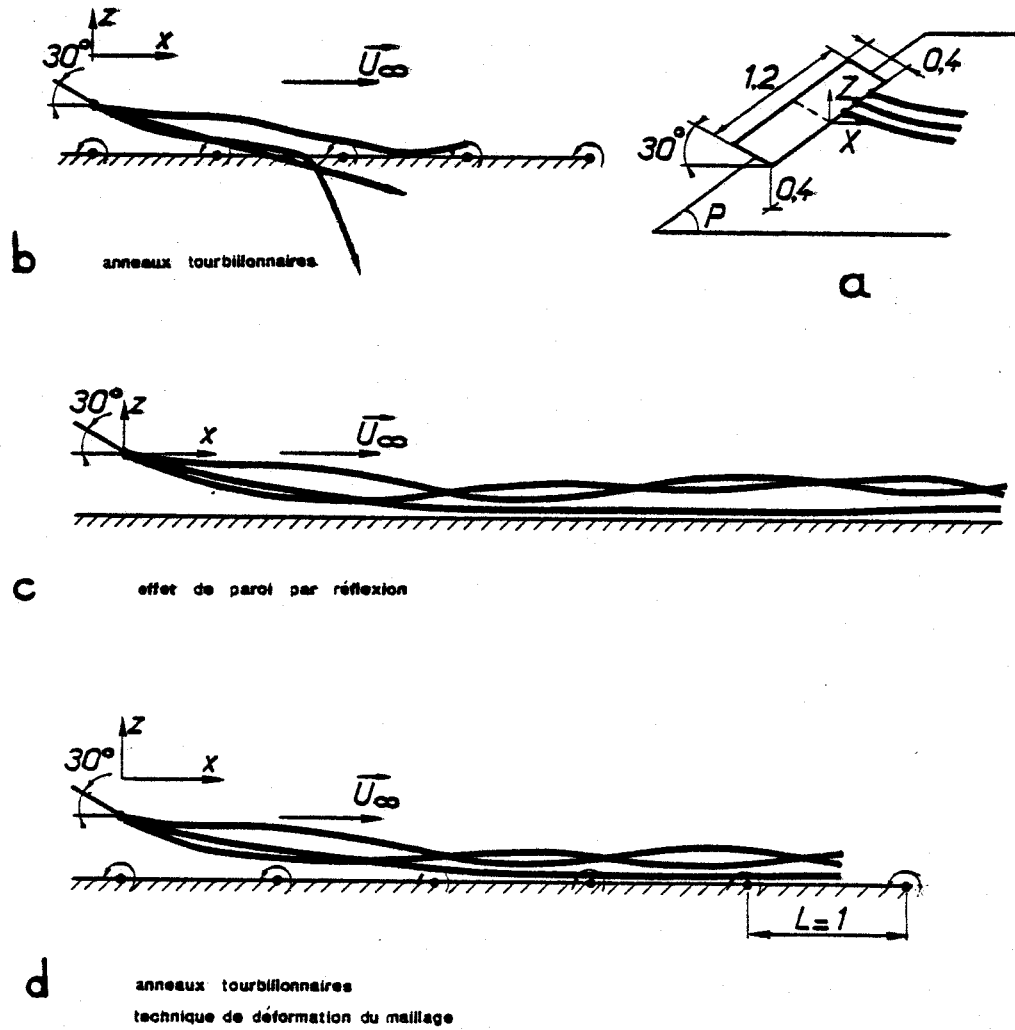 z
x
30°
U∞
b
anneaux tourbillonnaires
1,2
0,4
Z
X
30°
0,4
P
a
30°
z
x
U∞
c
effet de paroi par réflexion
z
30°
x
U∞
L=1
d
anneaux tourbillonnaires
technique de déformation du maillage